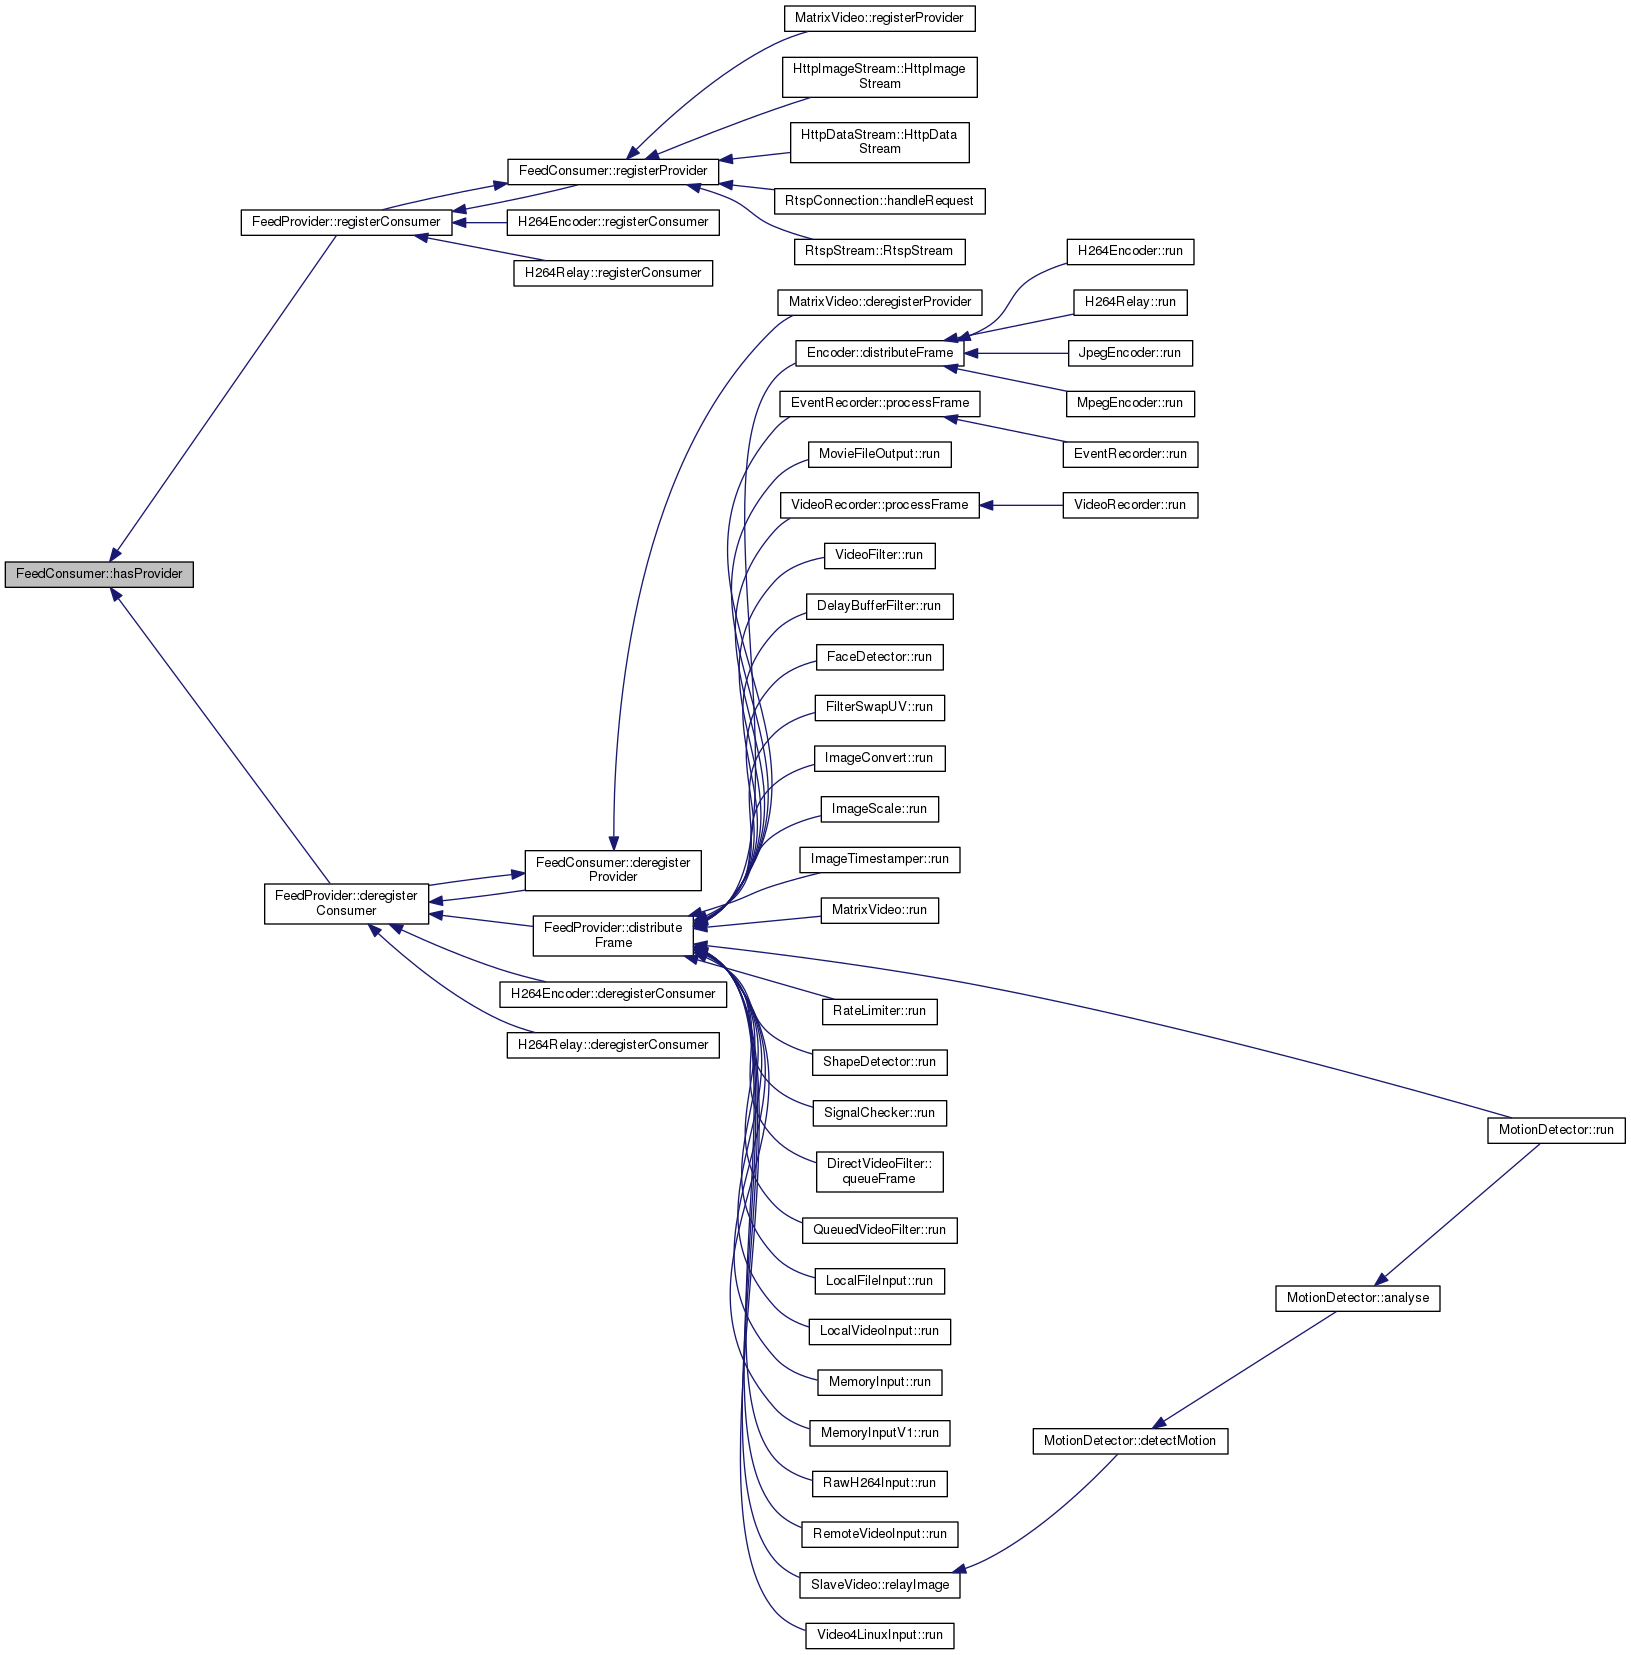 MatrixVideo::registerProvider
HttpImageStream::HttpImage
Stream
HttpDataStream::HttpData
Stream
FeedConsumer::registerProvider
RtspConnection::handleRequest
FeedProvider::registerConsumer
H264Encoder::registerConsumer
RtspStream::RtspStream
H264Encoder::run
H264Relay::registerConsumer
MatrixVideo::deregisterProvider
H264Relay::run
Encoder::distributeFrame
JpegEncoder::run
EventRecorder::processFrame
MpegEncoder::run
MovieFileOutput::run
EventRecorder::run
VideoRecorder::processFrame
VideoRecorder::run
VideoFilter::run
FeedConsumer::hasProvider
DelayBufferFilter::run
FaceDetector::run
FilterSwapUV::run
ImageConvert::run
ImageScale::run
ImageTimestamper::run
FeedConsumer::deregister
Provider
FeedProvider::deregister
Consumer
MatrixVideo::run
FeedProvider::distribute
Frame
H264Encoder::deregisterConsumer
RateLimiter::run
H264Relay::deregisterConsumer
ShapeDetector::run
SignalChecker::run
MotionDetector::run
DirectVideoFilter::
queueFrame
QueuedVideoFilter::run
LocalFileInput::run
MotionDetector::analyse
LocalVideoInput::run
MemoryInput::run
MemoryInputV1::run
MotionDetector::detectMotion
RawH264Input::run
RemoteVideoInput::run
SlaveVideo::relayImage
Video4LinuxInput::run